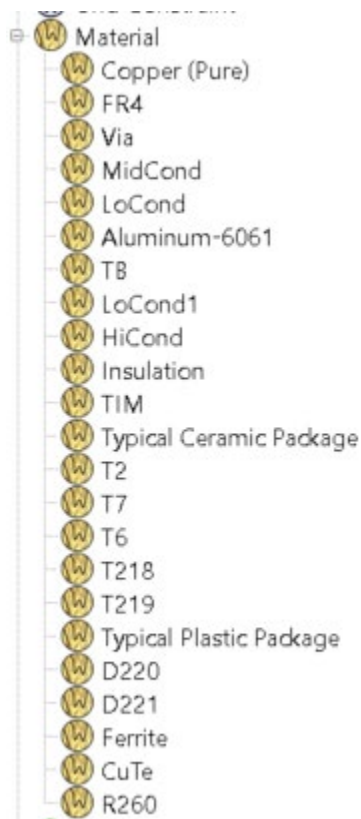 Material
Copper (Pure)
FR4
Via
MidCond
LoCond
Aluminum-6061
TB
LoCond1
HiCond
Insulation
TIM
Typical Ceramic Package
T2
T7
T6
T218
T219
Typical Plastic Package
D220
D221
Ferrite
CuTe
R260